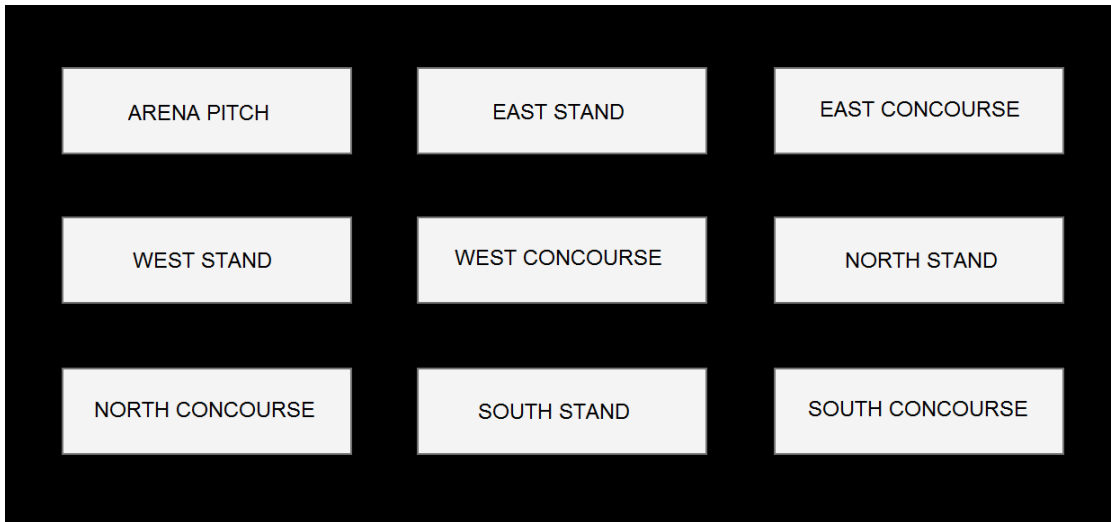 ARENA PITCH
EAST STAND
EAST CONCOURSE
WEST STAND
WEST CONCOURSE
NORTH STAND
NORTH CONCOURSE
SOUTH STAND
SOUTH CONCOURSE